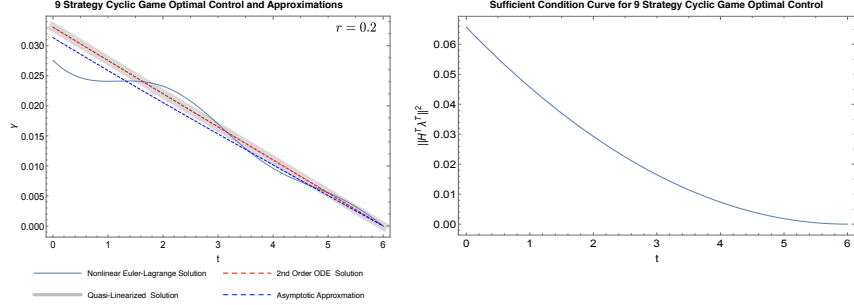 9 Strategy Cyclic Game Optimal Control and Approximations
r = 0.2
0.030
0.025
0.020
0.015
0.010
0.005
0.000
γ
0 1 2 3 4 5 6
t
Nonlinear Euler-Lagrange Solution
2nd Order ODE Solution
Quasi-Linearized Solution
Asymptotic Approxmation
Sufficient Condition Curve for 9 Strategy Cyclic Game Optimal Control
0.06
0.05
0.04
0.03
0.02
0.01
0.00
||H^T λ^T||^2
0 1 2 3 4 5 6
t